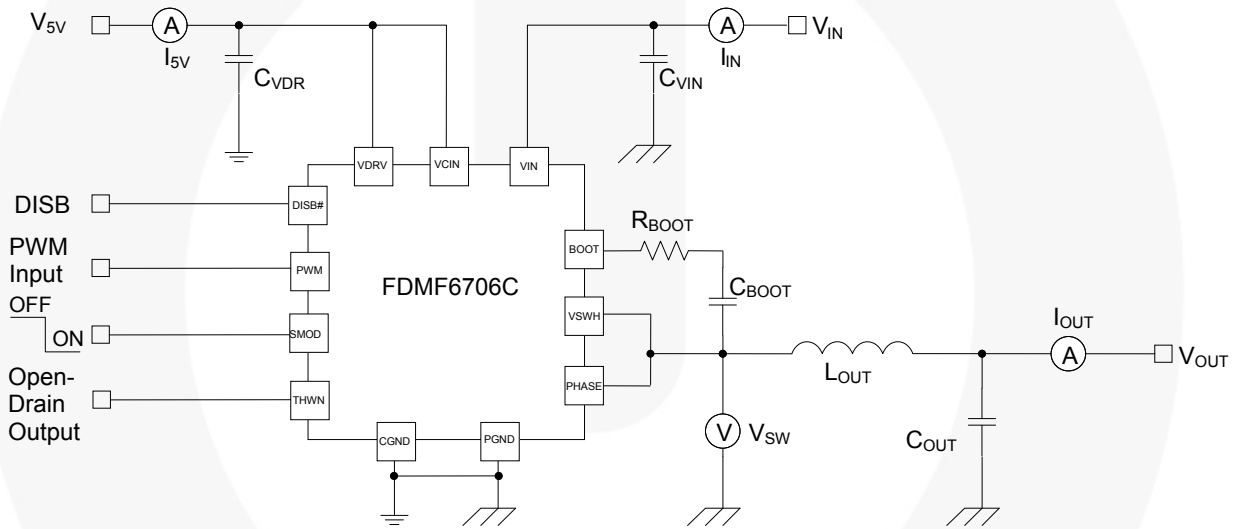 V5V
A
I5V
CVDR
A
IIN
VIN
CVIN
VDRV
VCIN
VIN
DISB
DISB#
PWM
Input
PWM
OFF
ON
SMOD
Open-
Drain
Output
THWN
FDMF6706C
BOOT
RBOOT
CBOOT
VSWH
PHASE
CGND
PGND
V
VSW
LOUT
IOUT
A
VOUT
COUT